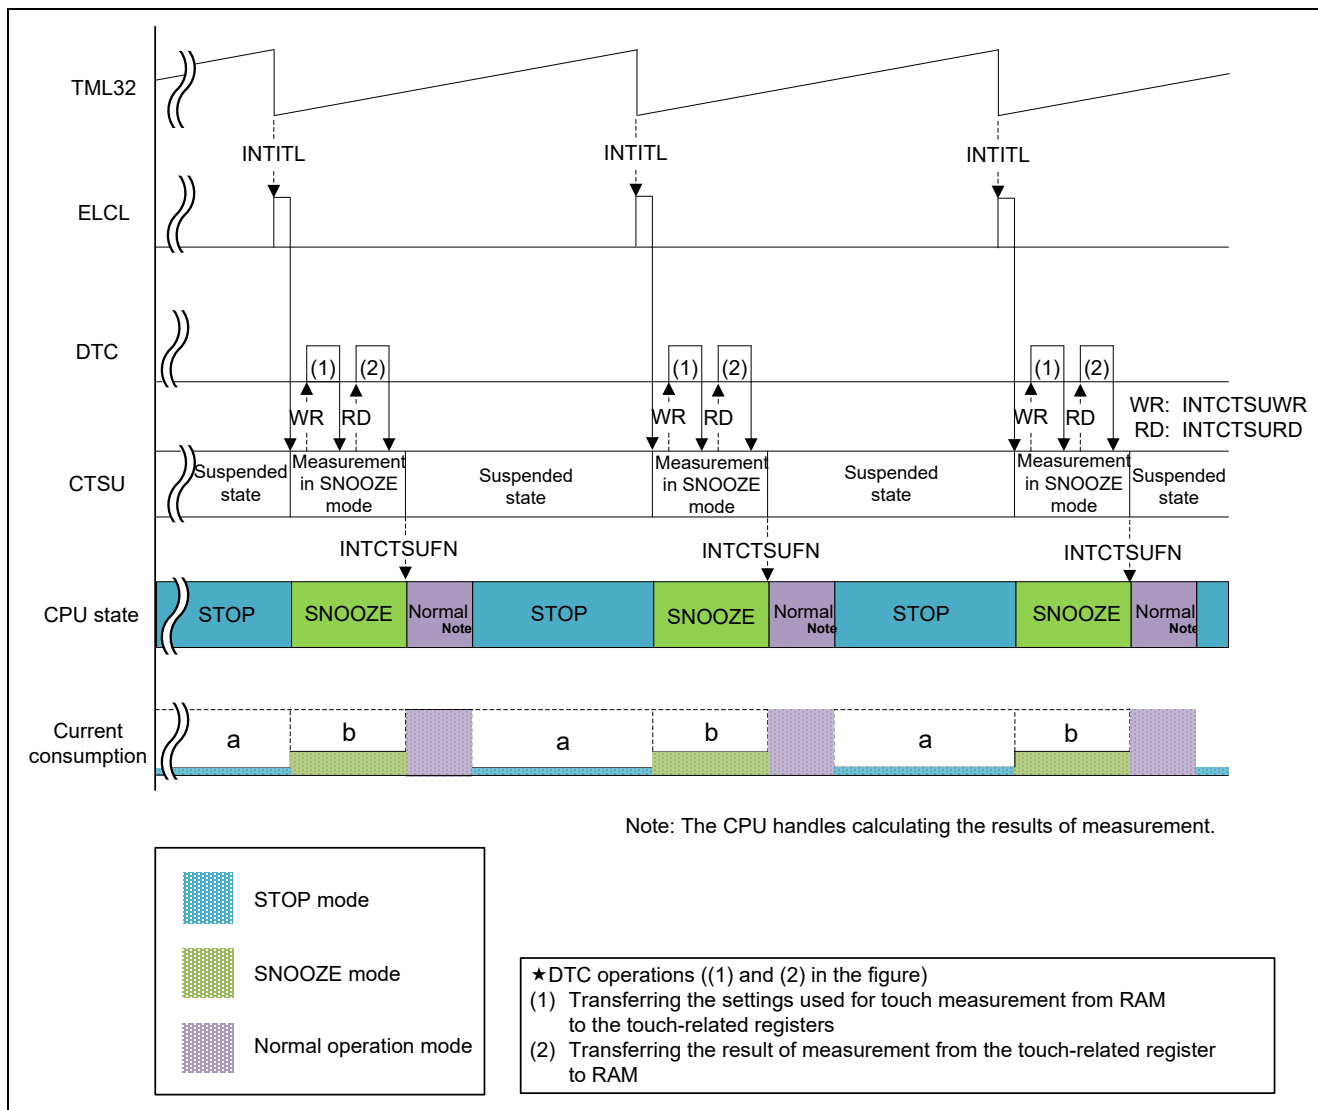 TML32
INTITL
INTITL
INTITL
ELCL
DTC
(1)
(2)
(1)
(2)
(1)
(2)
WR
RD
WR
RD
WR
RD
WR: INTCTSUWR
RD: INTCTSURD
CTSU
Suspended
state
Measurement
in SNOOZE
mode
Suspended
state
Measurement
in SNOOZE
mode
Suspended
state
Measurement
in SNOOZE
mode
Suspended
state
INTCTSUFN
INTCTSUFN
INTCTSUFN
CPU state
STOP
SNOOZE
Normal
Note
STOP
SNOOZE
Normal
Note
STOP
SNOOZE
Normal
Note
Current
consumption
a
b
a
b
a
b
Note: The CPU handles calculating the results of measurement.
STOP mode
SNOOZE mode
Normal operation mode
★DTC operations ((1) and (2) in the figure)
(1) Transferring the settings used for touch measurement from RAM
to the touch-related registers
(2) Transferring the result of measurement from the touch-related register
to RAM